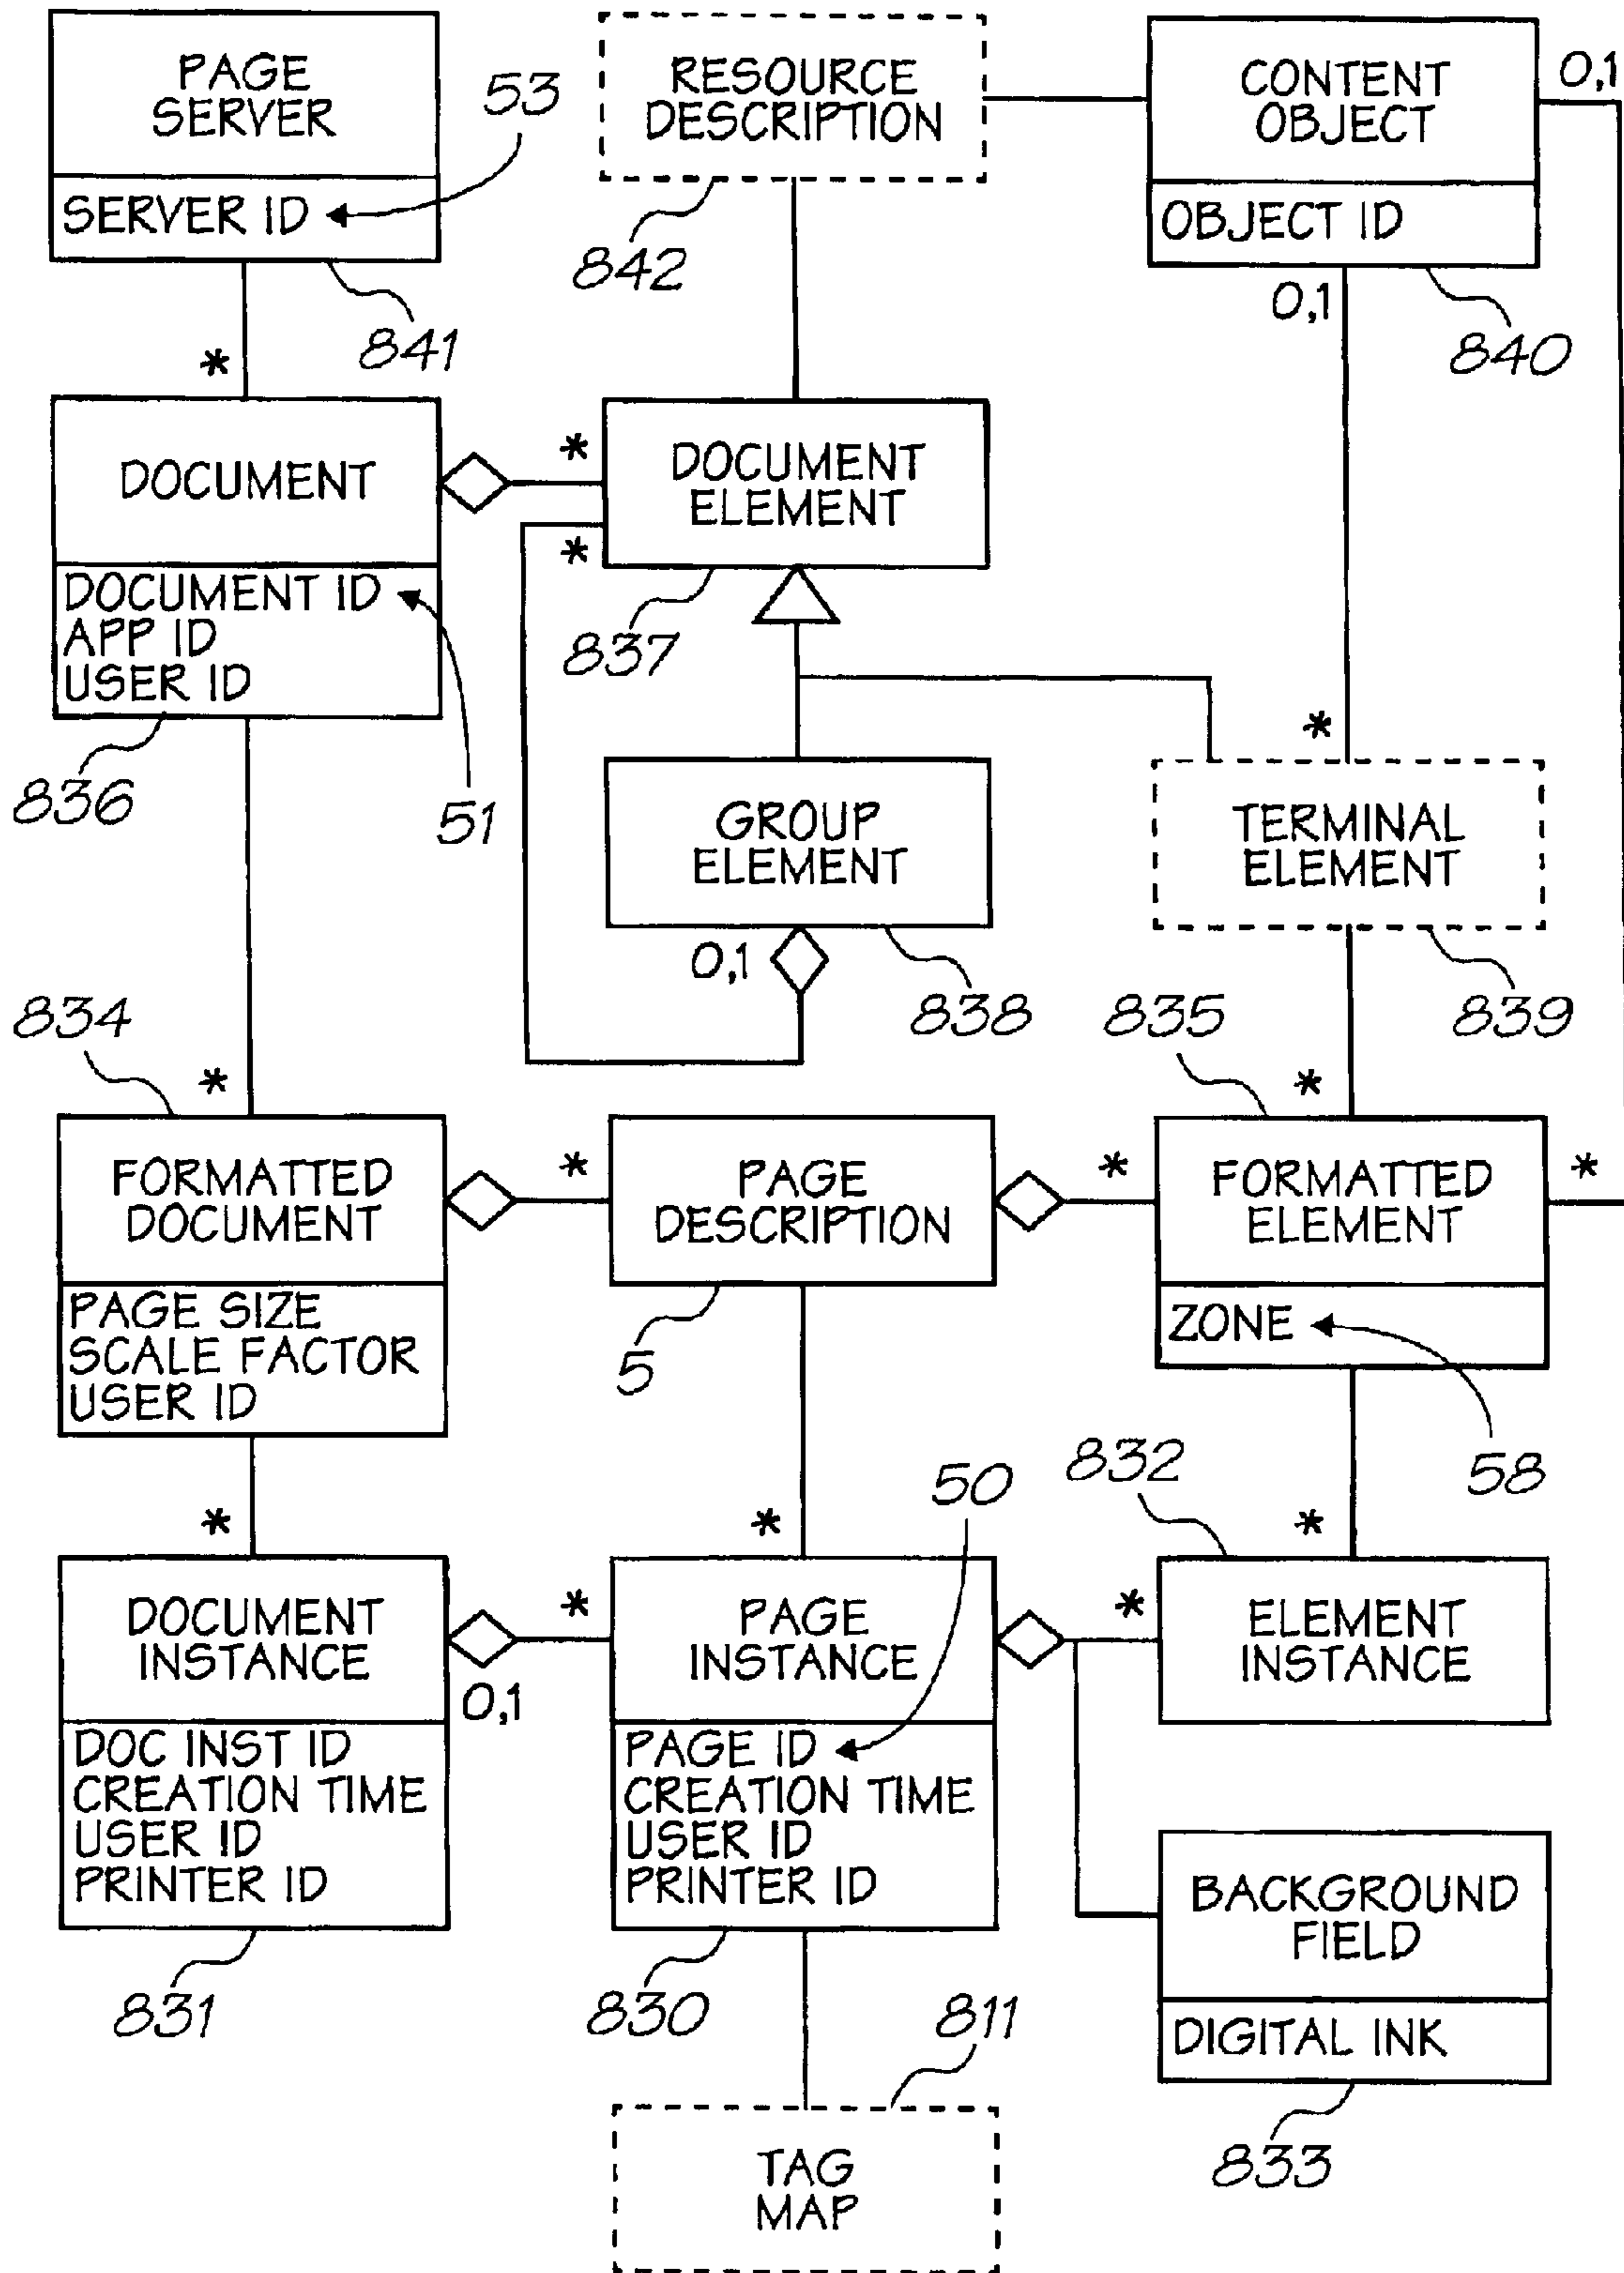 PAGE
SERVER
SERVER ID
53
841
RESOURCE
DESCRIPTION
842
CONTENT
OBJECT
OBJECT ID
0,1
0,1
840
*
DOCUMENT
DOCUMENT ID
APP ID
USER ID
836
51
*
*
DOCUMENT
ELEMENT
837
GROUP
ELEMENT
0,1
838
*
TERMINAL
ELEMENT
839
834
*
FORMATTED
DOCUMENT
PAGE SIZE
SCALE FACTOR
USER ID
*
PAGE
DESCRIPTION
5
835
*
*
*
FORMATTED
ELEMENT
ZONE
58
*
DOCUMENT
INSTANCE
0,1
DOC INST ID
CREATION TIME
USER ID
PRINTER ID
831
*
*
50
PAGE
INSTANCE
PAGE ID
CREATION TIME
USER ID
PRINTER ID
830
832
*
*
ELEMENT
INSTANCE
BACKGROUND
FIELD
DIGITAL INK
833
811
TAG
MAP